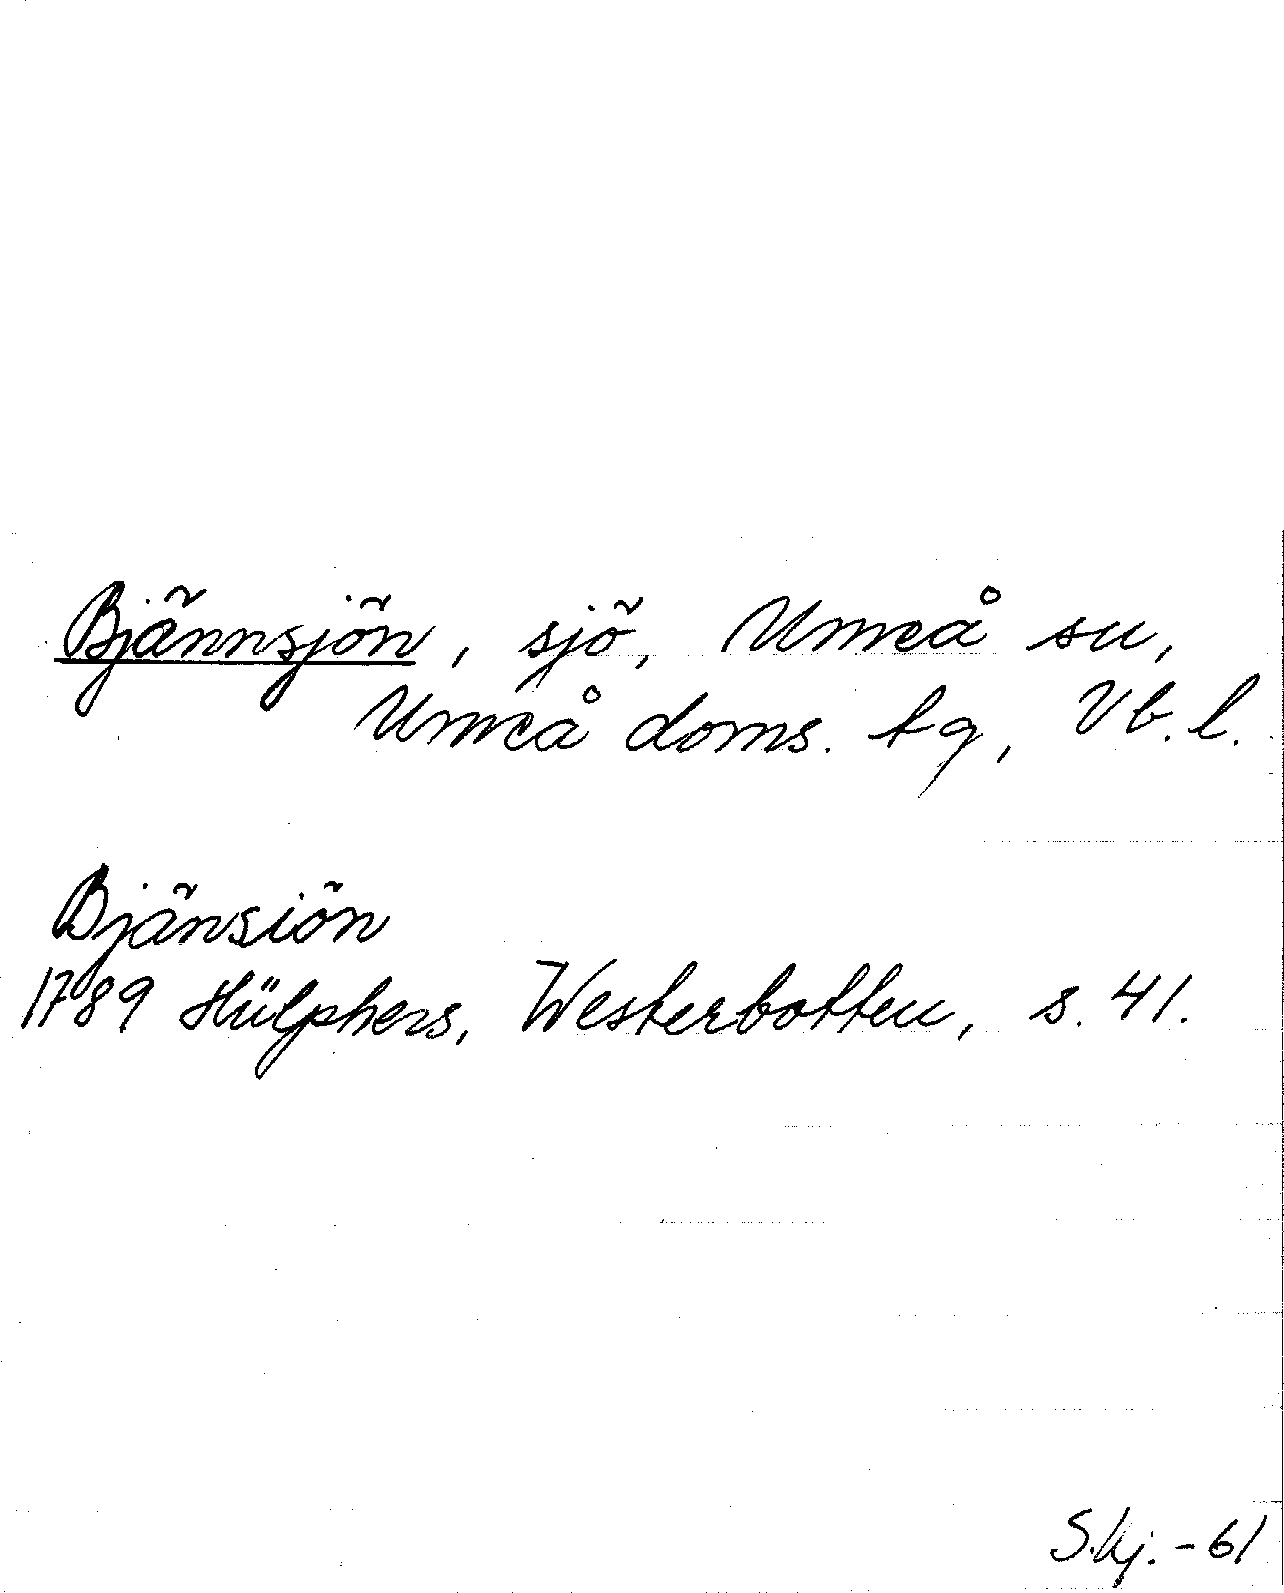 Bjännsjön, sjö, Umeå sn,
Umeå doms. tg, Vb. l.
Bjänsiön
1789 Hülphers, Westerbotten, s. 41.
-61